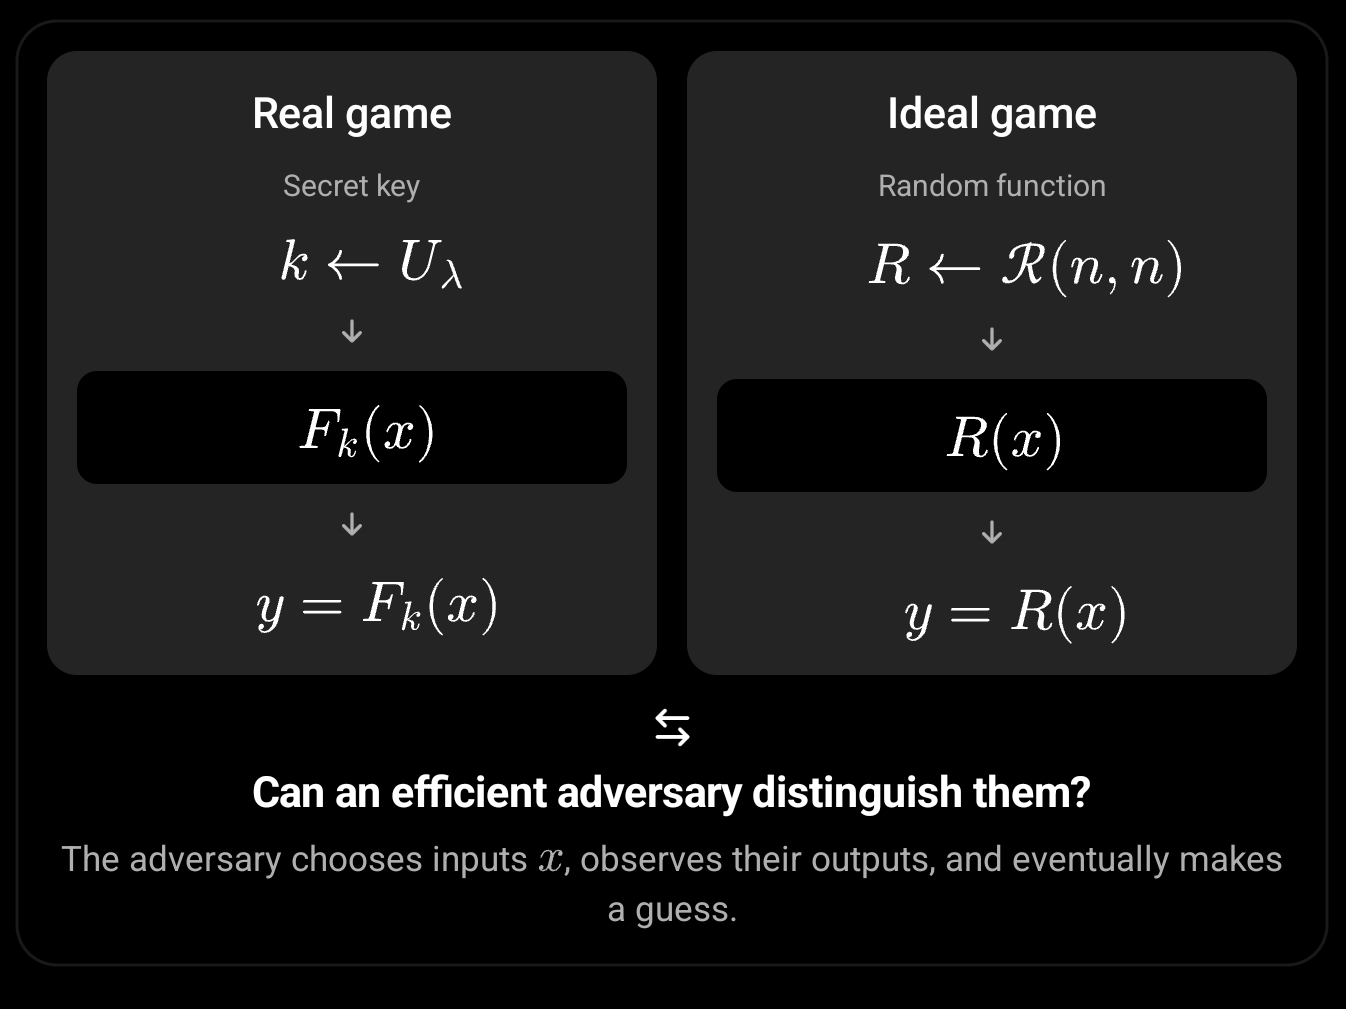 Real game
Secret key
k ← U_λ
↓
F_k(x)
↓
y = F_k(x)
Ideal game
Random function
R ← ℛ(n, n)
↓
R(x)
↓
y = R(x)
⇆
Can an efficient adversary distinguish them?
The adversary chooses inputs x, observes their outputs, and eventually makes
a guess.